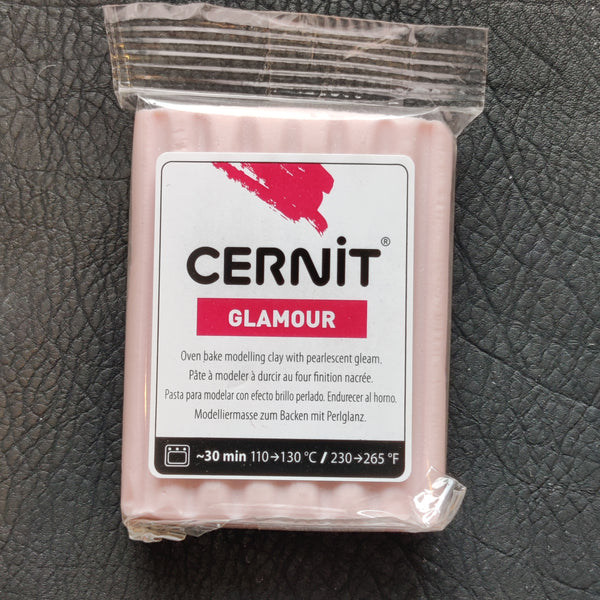 CERNiT®
GLAMOUR
Oven bake modelling clay with pearlescent gleam.
Pâte à modeler à durcir au four finition nacrée.
Pasta para modelar con efecto brillo perlado. Endurecer al horno.
Modelliermasse zum Backen mit Perlglanz.
~30 min 110→130 °C / 230→265 °F